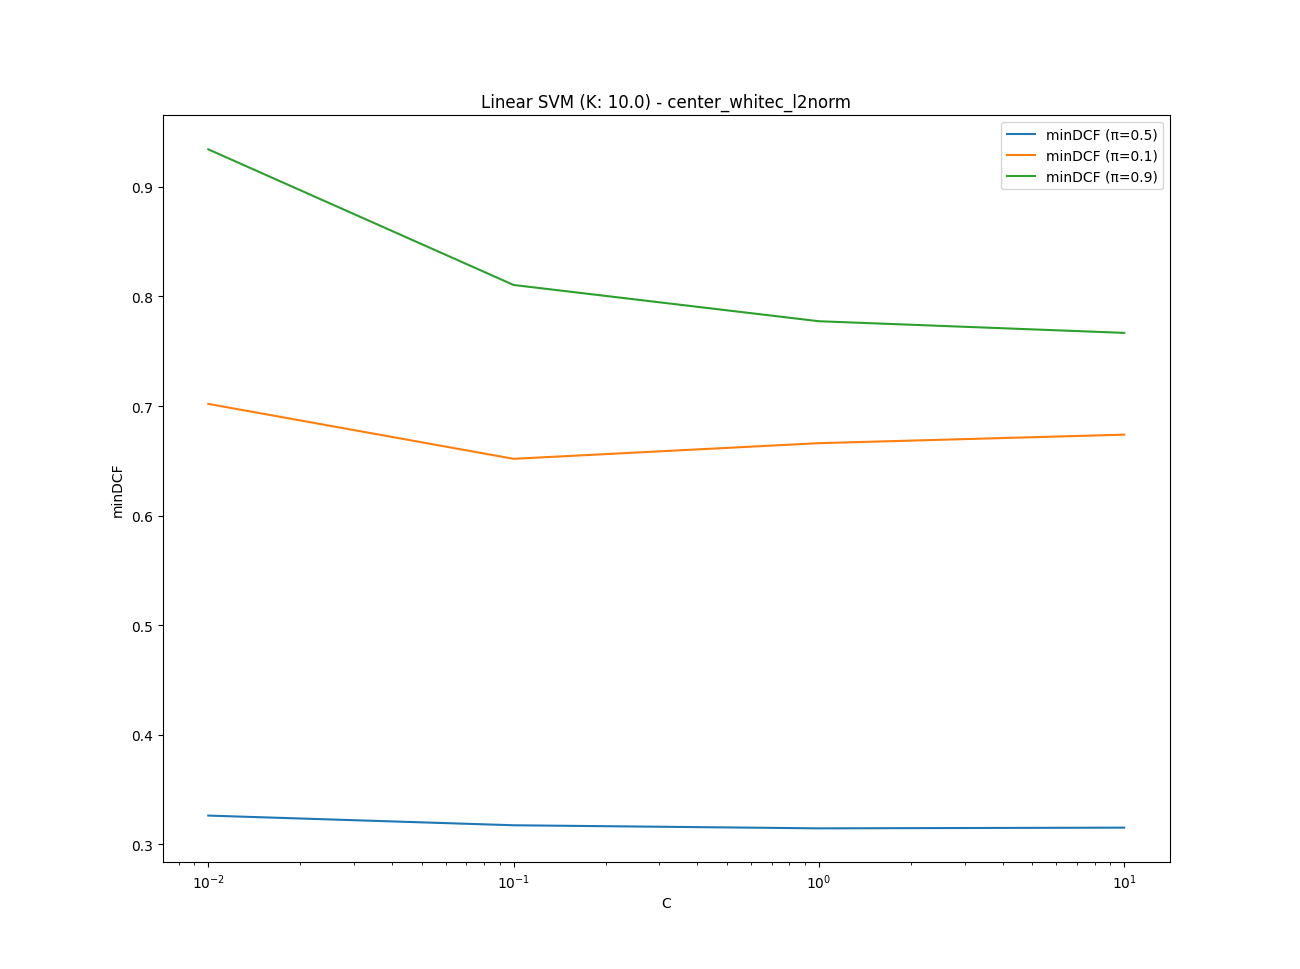 Linear SVM (K: 10.0) - center_whitec_l2norm
minDCF (π=0.5)
minDCF (π=0.1)
minDCF (π=0.9)
0.9
0.8
0.7
0.6
0.5
0.4
0.3
minDCF
10⁻² 10⁻¹ 10⁰ 10¹
C